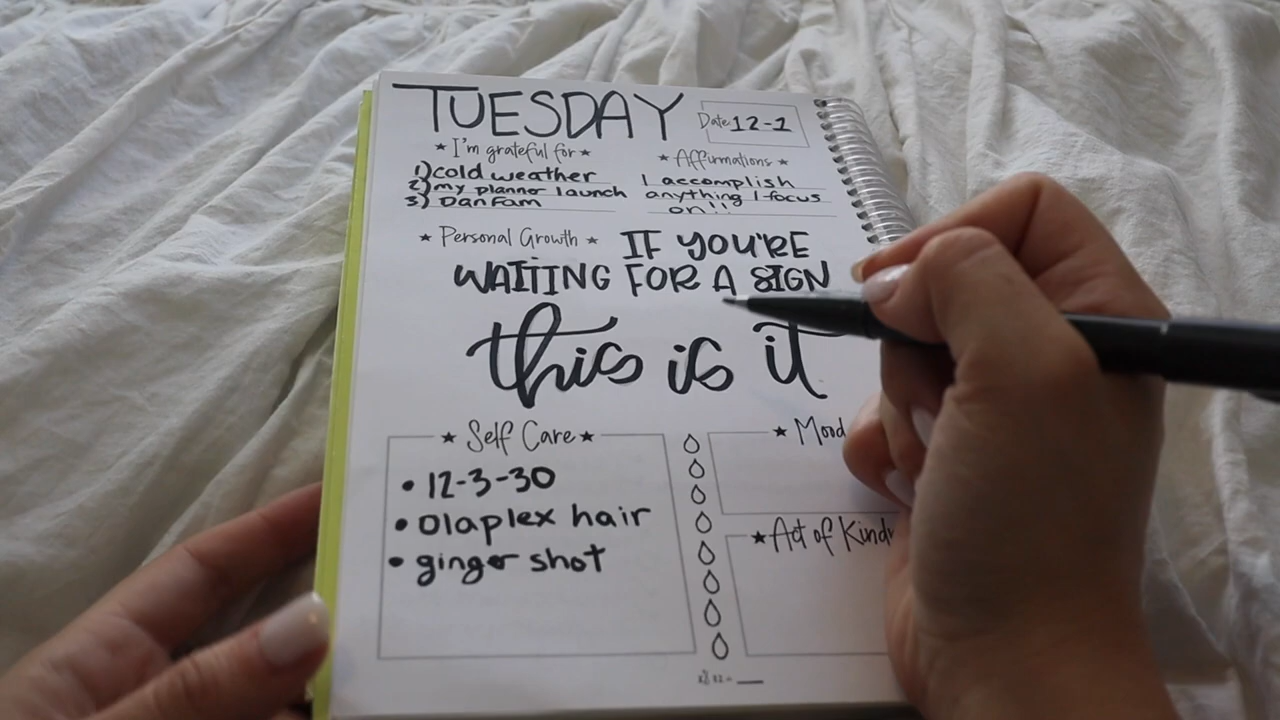 TUESDAY
Date: 12-1
★ I'm grateful for ★
1) cold weather
2) my planner launch
3) DanFam
★ Affirmations ★
I accomplish
anything I focus
on!!
★ Personal Growth ★
IF YOU'RE
WAITING FOR A SIGN
this is it
★ Self Care ★
• 12-3-30
• Olaplex hair
• ginger shot
★ Mood
★ Act of Kind